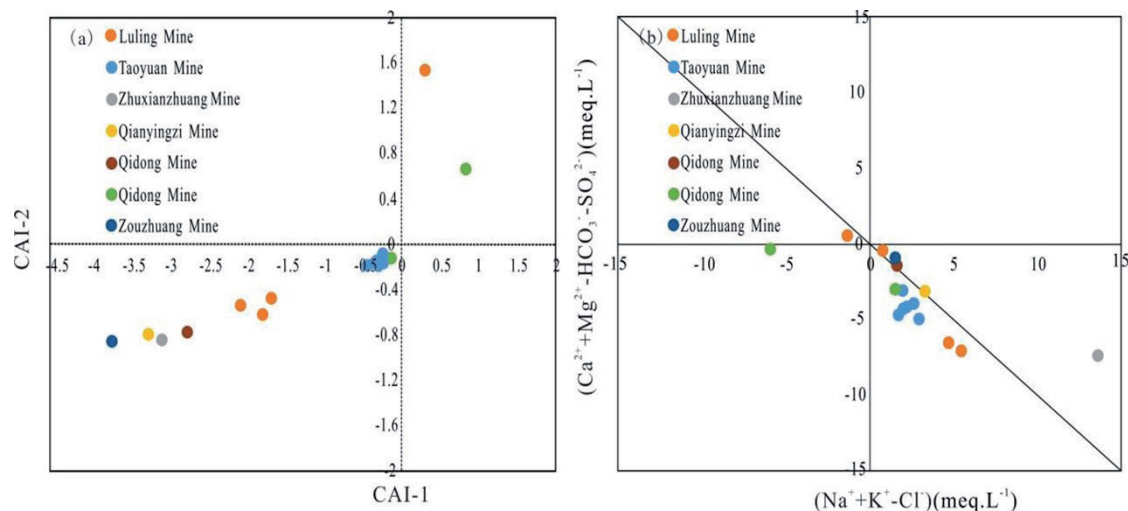 (a)
Luling Mine
Taoyuan Mine
Zhuxianzhuang Mine
Qianyingzi Mine
Qidong Mine
Qidong Mine
Zouzhuang Mine
2
1.6
1.2
0.8
0.4
0
-0.4
-0.8
-1.2
-1.6
-2
-4.5 -4 -3.5 -3 -2.5 -2 -1.5 -1 -0.5 0 0.5 1 1.5 2
CAI-2
CAI-1
(b)
Luling Mine
Taoyuan Mine
Zhuxianzhuang Mine
Qianyingzi Mine
Qidong Mine
Qidong Mine
Zouzhuang Mine
15
10
5
0
-5
-10
-15
-15 -10 -5 0 5 10 15
(Ca²⁺+Mg²⁺-HCO₃⁻-SO₄²⁻)(meq.L⁻¹)
(Na⁺+K⁺-Cl⁻)(meq.L⁻¹)